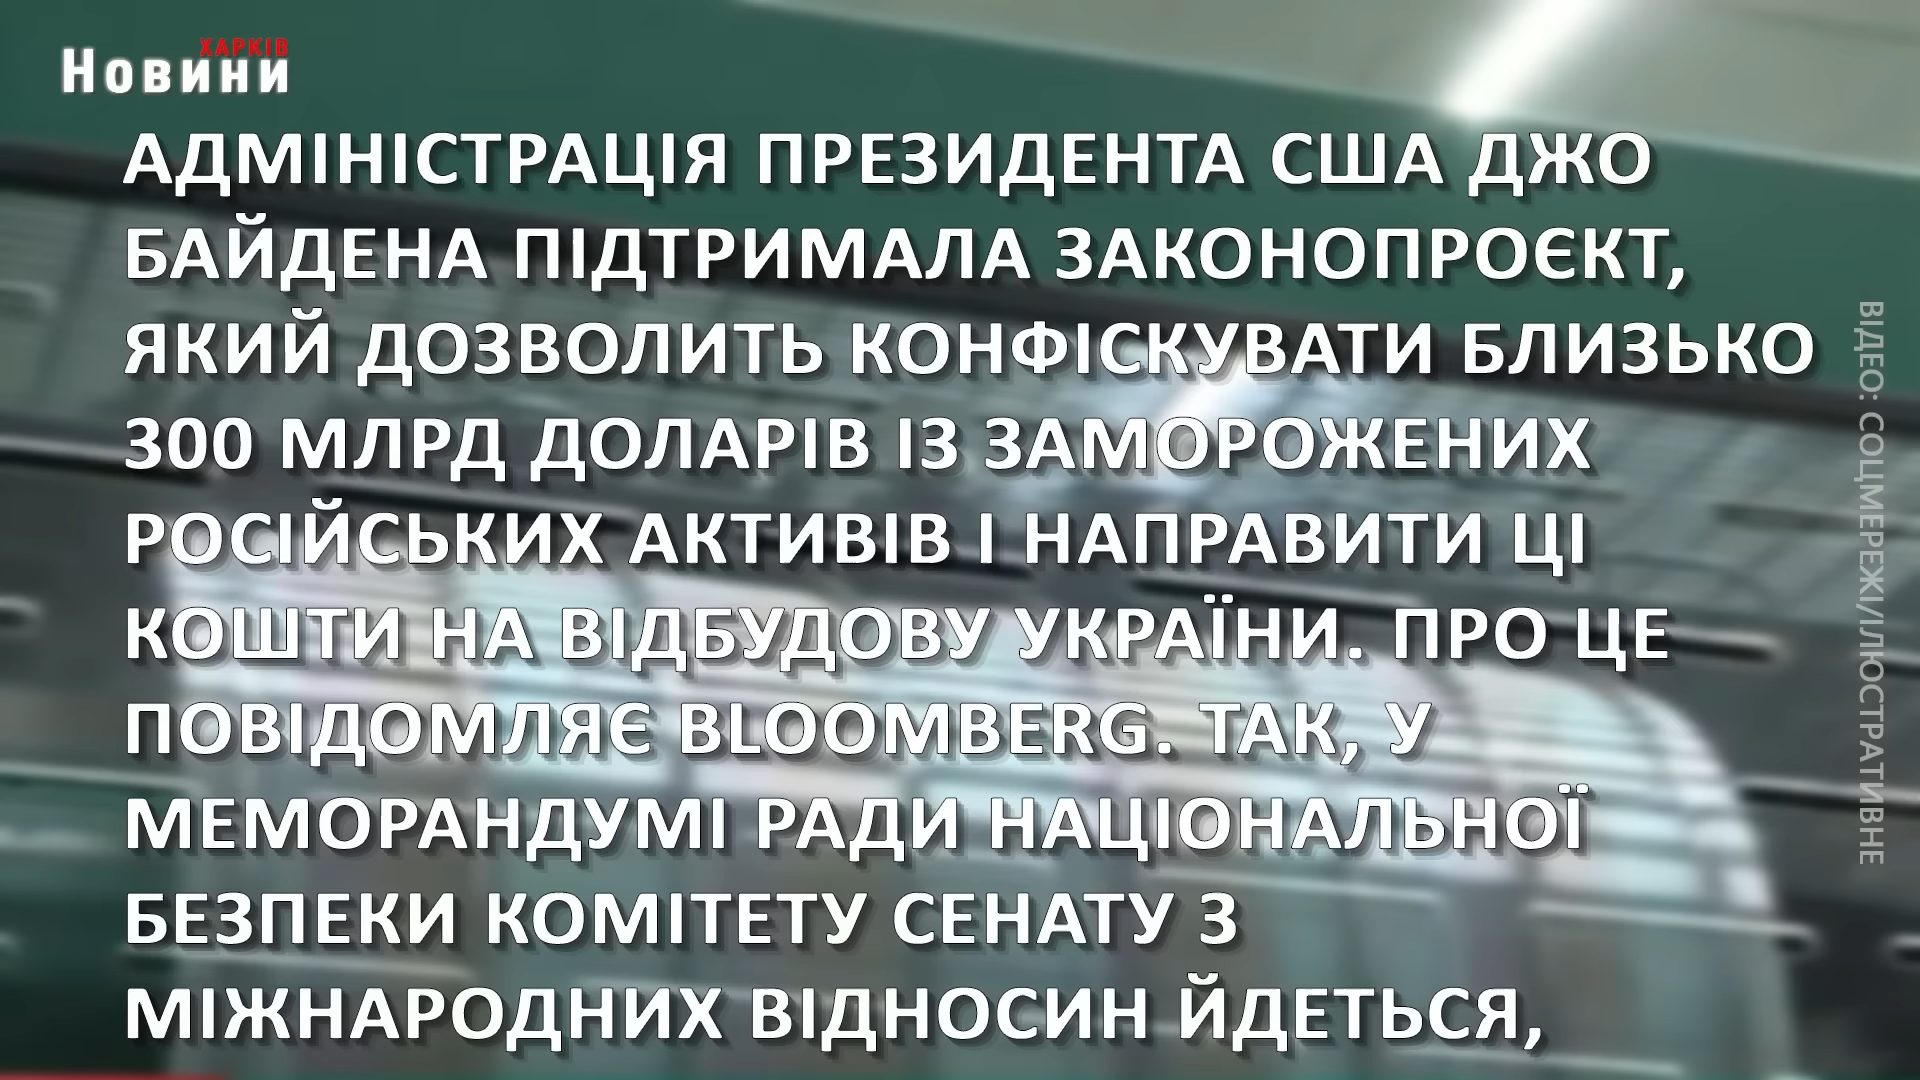 ХАРКІВ
Новини
АДМІНІСТРАЦІЯ ПРЕЗИДЕНТА США ДЖО
БАЙДЕНА ПІДТРИМАЛА ЗАКОНОПРОЄКТ,
ЯКИЙ ДОЗВОЛИТЬ КОНФІСКУВАТИ БЛИЗЬКО
300 МЛРД ДОЛАРІВ ІЗ ЗАМОРОЖЕНИХ
РОСІЙСЬКИХ АКТИВІВ І НАПРАВИТИ ЦІ
КОШТИ НА ВІДБУДОВУ УКРАЇНИ. ПРО ЦЕ
ПОВІДОМЛЯЄ BLOOMBERG. ТАК, У
МЕМОРАНДУМІ РАДИ НАЦІОНАЛЬНОЇ
БЕЗПЕКИ КОМІТЕТУ СЕНАТУ З
МІЖНАРОДНИХ ВІДНОСИН ЙДЕТЬСЯ,
ВІДЕО: СОЦМЕРЕЖІ/ІЛЮСТРАТИВНЕ